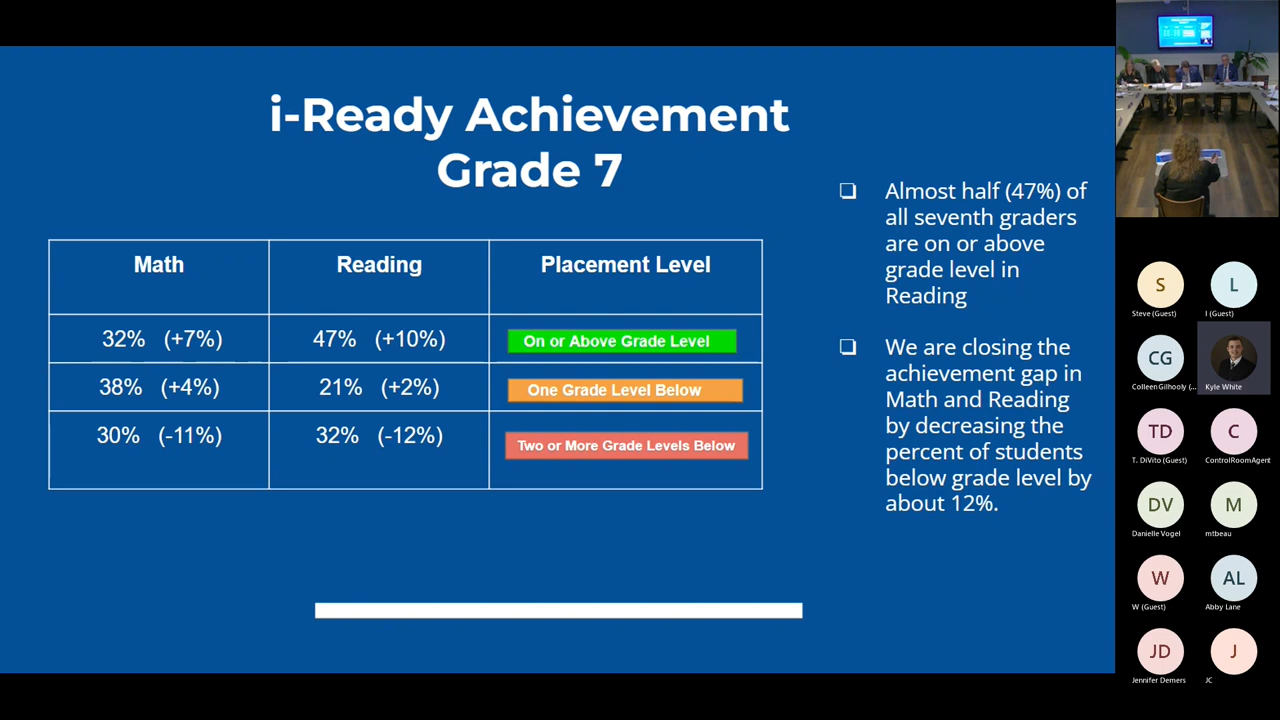 i-Ready Achievement
Grade 7
Math Reading Placement Level
32% (+7%) 47% (+10%) On or Above Grade Level
38% (+4%) 21% (+2%) One Grade Level Below
30% (-11%) 32% (-12%) Two or More Grade Levels Below
❑ Almost half (47%) of
all seventh graders
are on or above
grade level in
Reading
❑ We are closing the
achievement gap in
Math and Reading
by decreasing the
percent of students
below grade level by
about 12%.
S L
Steve (Guest) I (Guest)
CG
Colleen Gilhooly (... Kyle White
TD C
T. DiVito (Guest) ControlRoomAgent
DV M
Danielle Vogel mtbeau
W AL
W (Guest) Abby Lane
JD J
Jennifer Demers JC